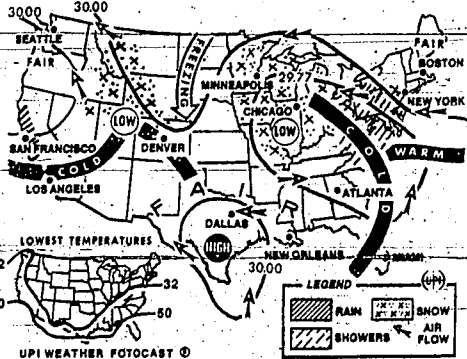 30.00
30.00
SEATTLE
FAIR
FREEZING
MINNEAPOLIS
29.77
FAIR
BOSTON
NEW YORK
CHICAGO
LOW
LOW
SAN FRANCISCO
COLD
DENVER
LOS ANGELES
COLD
WARM
ATLANTA
FAIR
DALLAS
HIGH
NEW ORLEANS
30.00
MIAMI
LOWEST TEMPERATURES
32
50
UPI WEATHER FOTOCAST
LEGEND
UPI
RAIN
SNOW
SHOWERS
AIR FLOW